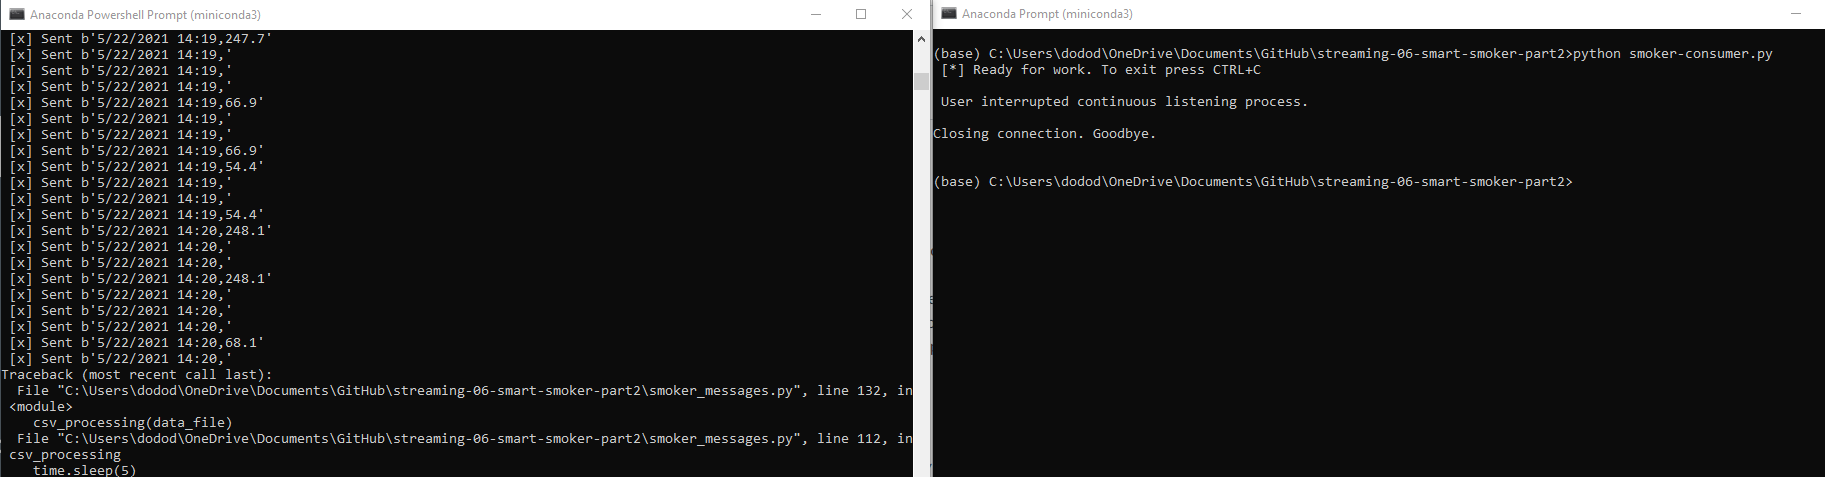 Anaconda Powershell Prompt (miniconda3)
[x] Sent b'5/22/2021 14:19,247.7'
[x] Sent b'5/22/2021 14:19,'
[x] Sent b'5/22/2021 14:19,'
[x] Sent b'5/22/2021 14:19,'
[x] Sent b'5/22/2021 14:19,66.9'
[x] Sent b'5/22/2021 14:19,'
[x] Sent b'5/22/2021 14:19,'
[x] Sent b'5/22/2021 14:19,66.9'
[x] Sent b'5/22/2021 14:19,54.4'
[x] Sent b'5/22/2021 14:19,'
[x] Sent b'5/22/2021 14:19,'
[x] Sent b'5/22/2021 14:19,54.4'
[x] Sent b'5/22/2021 14:20,248.1'
[x] Sent b'5/22/2021 14:20,'
[x] Sent b'5/22/2021 14:20,'
[x] Sent b'5/22/2021 14:20,248.1'
[x] Sent b'5/22/2021 14:20,'
[x] Sent b'5/22/2021 14:20,'
[x] Sent b'5/22/2021 14:20,'
[x] Sent b'5/22/2021 14:20,68.1'
[x] Sent b'5/22/2021 14:20,'
Traceback (most recent call last):
File "C:\Users\dodod\OneDrive\Documents\GitHub\streaming-06-smart-smoker-part2\smoker_messages.py", line 132, in
<module>
csv_processing(data_file)
File "C:\Users\dodod\OneDrive\Documents\GitHub\streaming-06-smart-smoker-part2\smoker_messages.py", line 112, in
csv_processing
time.sleep(5)
Anaconda Prompt (miniconda3)
(base) C:\Users\dodod\OneDrive\Documents\GitHub\streaming-06-smart-smoker-part2>python smoker-consumer.py
[*] Ready for work. To exit press CTRL+C
User interrupted continuous listening process.
Closing connection. Goodbye.
(base) C:\Users\dodod\OneDrive\Documents\GitHub\streaming-06-smart-smoker-part2>